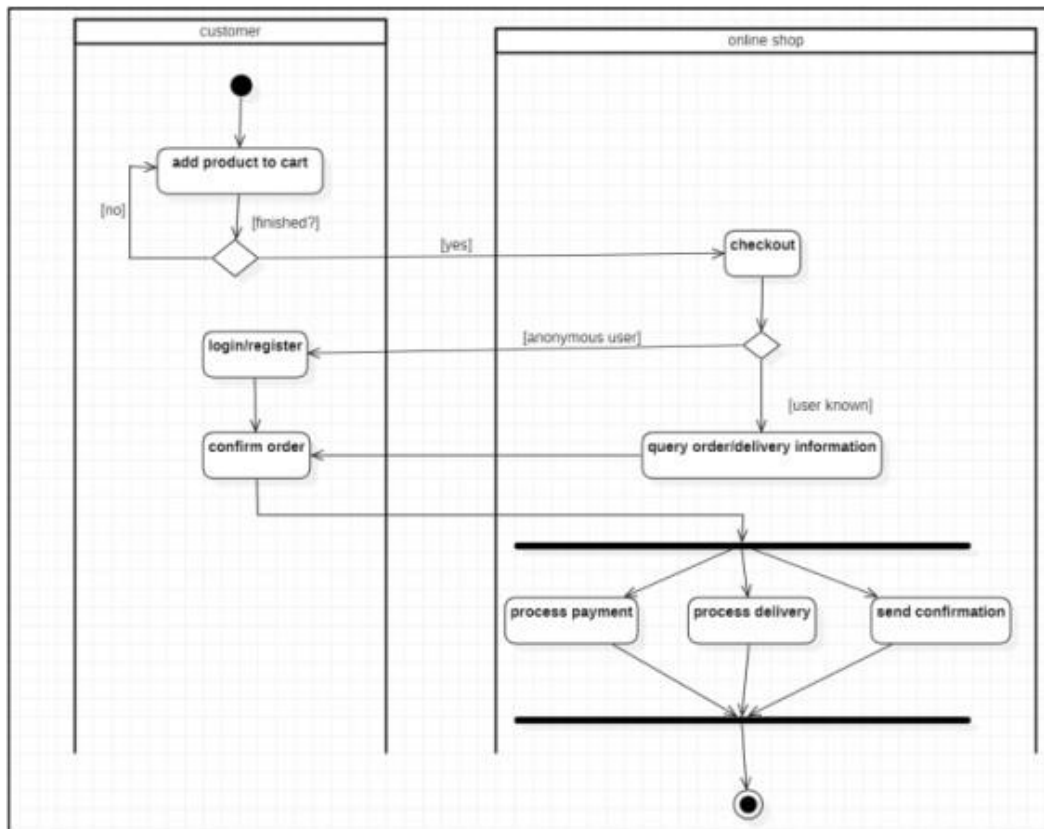 customer
online shop
add product to cart
[no]
[finished?]
[yes]
checkout
login/register
[anonymous user]
[user known]
confirm order
query order/delivery information
process payment
process delivery
send confirmation